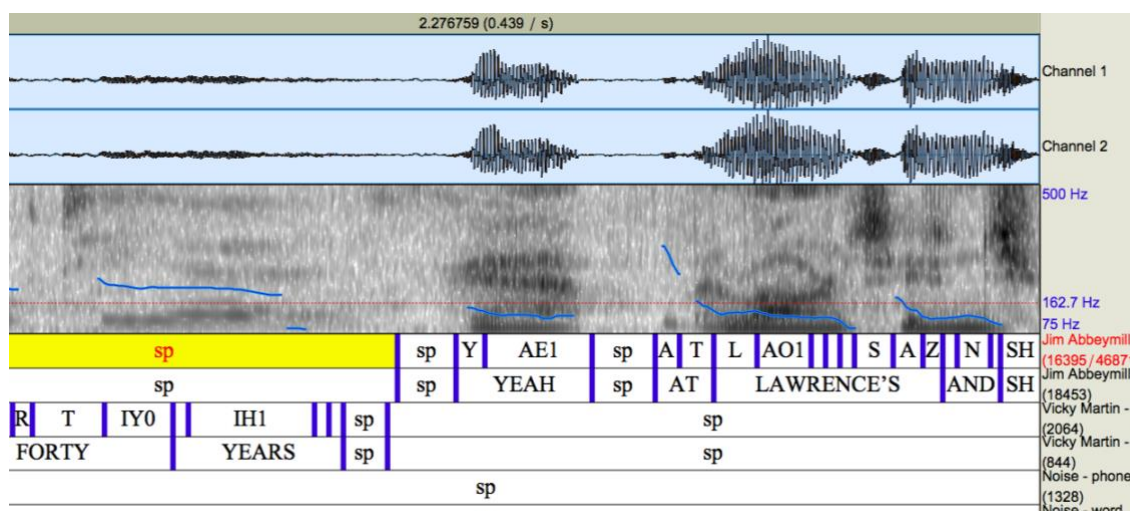 2.276759 (0.439 / s)
Channel 1
Channel 2
500 Hz
162.7 Hz
75 Hz
sp sp Y AE1 sp A T L AO1 S A Z N SH Jim Abbeymill
(16395/4687
sp sp YEAH sp AT LAWRENCE'S AND SH Jim Abbeymill
(18453)
R T IY0 IH1 sp sp Vicky Martin -
(2064)
FORTY YEARS sp sp Vicky Martin -
(844)
sp Noise - phone
(1328)
Noise - word